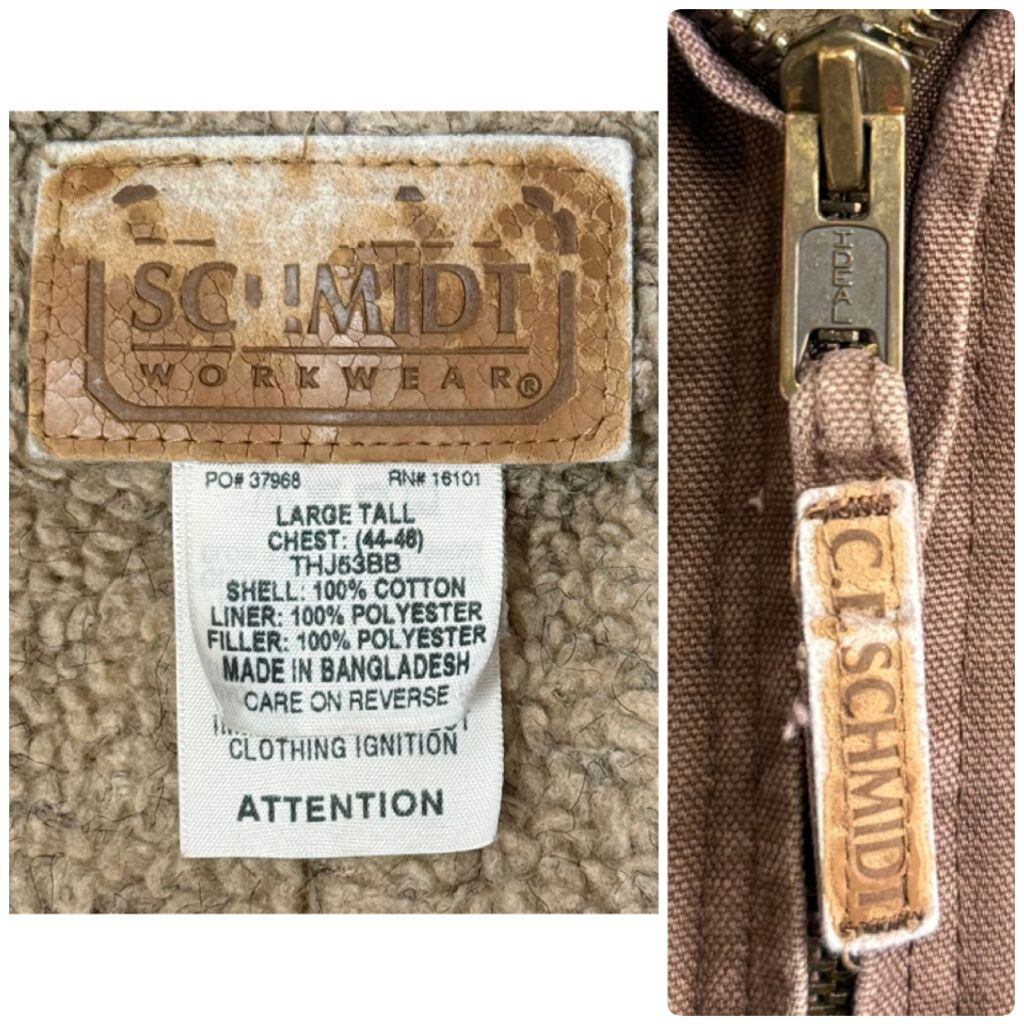 SCHMIDT
WORKWEAR®
PO# 37968 RN# 16101
LARGE TALL
CHEST: (44-46)
THJ53BB
SHELL: 100% COTTON
LINER: 100% POLYESTER
FILLER: 100% POLYESTER
MADE IN BANGLADESH
CARE ON REVERSE
CLOTHING IGNITION
ATTENTION
IDEAL
C.E. SCHMIDT